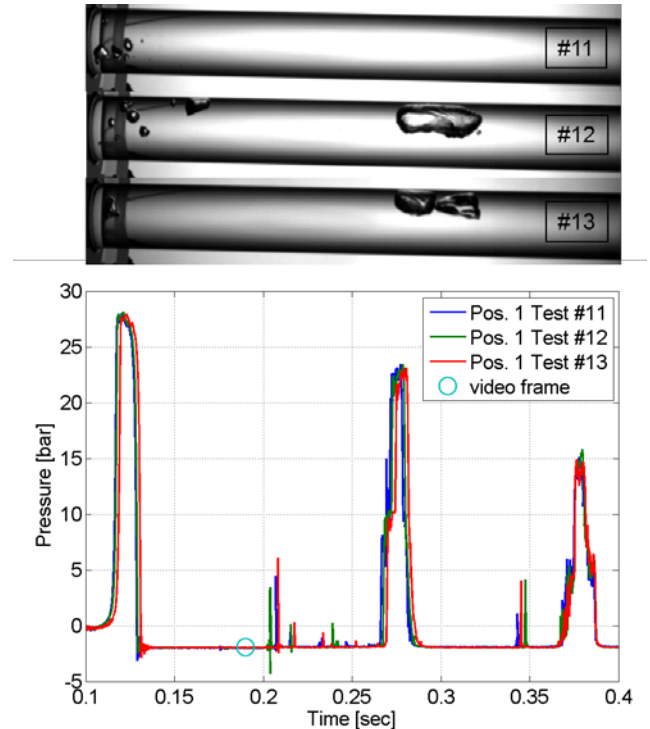 #11
#12
#13
30
25
20
15
10
5
0
-5
Pressure [bar]
Pos. 1 Test #11
Pos. 1 Test #12
Pos. 1 Test #13
video frame
0.1 0.15 0.2 0.25 0.3 0.35 0.4
Time [sec]